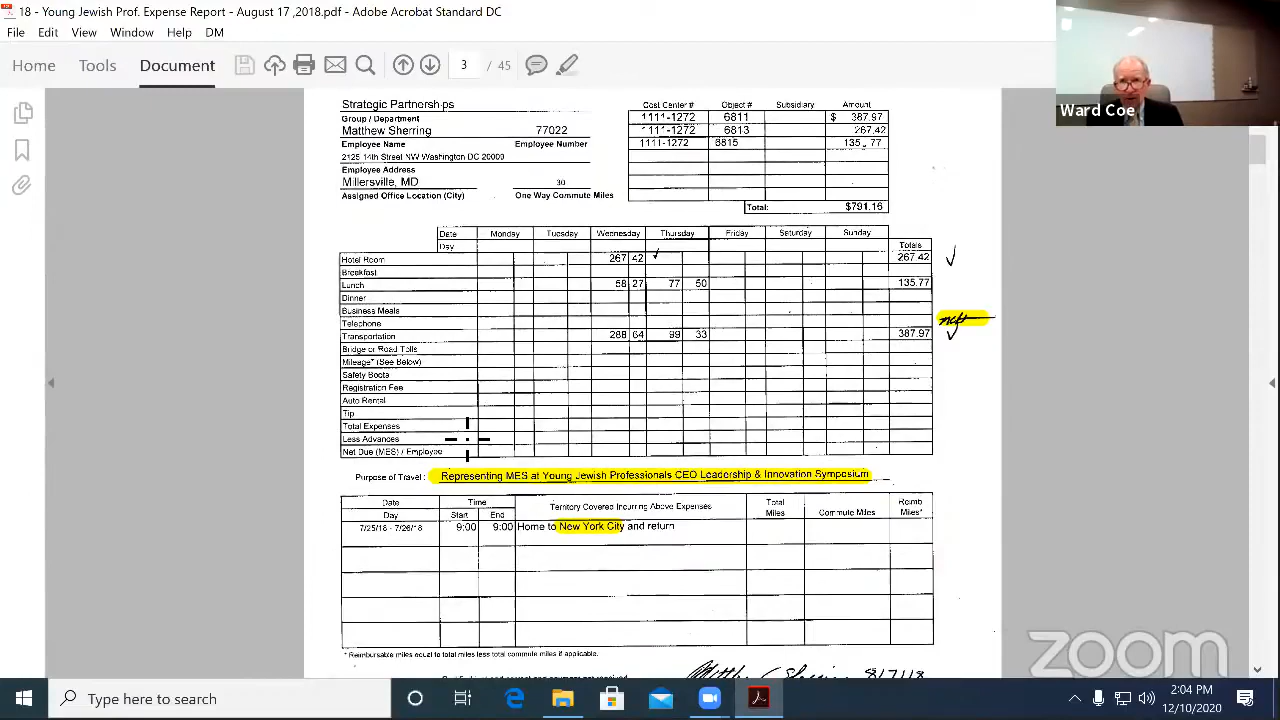 18 - Young Jewish Prof. Expense Report - August 17 ,2018.pdf - Adobe Acrobat Standard DC
File Edit View Window Help DM
Home Tools Document 3 / 45
Ward Coe
Strategic Partnerships
Group / Department
Matthew Sherring 77022
Employee Name Employee Number
2125 14th Street NW Washington DC 20009
Employee Address
Millersville, MD 30
Assigned Office Location (City) One Way Commute Miles
Cost Center # Object # Subsidiary Amount
1111-1272 6811 $ 387.97
1111-1272 6813 267.42
1111-1272 6815 135.77
Total: $791.16
Date Monday Tuesday Wednesday Thursday Friday Saturday Sunday
Day Totals
Hotel Room 267 42 267.42
Breakfast
Lunch 58 27 77 50 135.77
Dinner
Business Meals
Telephone
Transportation 288 64 99 33 387.97
Bridge or Road Tolls
Mileage* (See Below)
Safety Boots
Registration Fee
Auto Rental
Tip
Total Expenses
Less Advances
Net Due (MES) / Employee
Purpose of Travel : Representing MES at Young Jewish Professionals CEO Leadership & Innovation Symposium
Date Time Territory Covered Incurring Above Expenses Total Miles Commute Miles Reimb Miles*
Day Start End
7/25/18 - 7/26/18 9:00 9:00 Home to New York City and return
* Reimbursable miles equal to total miles less total commute miles if applicable.
8/7/18
zoom
Type here to search
2:04 PM
12/10/2020